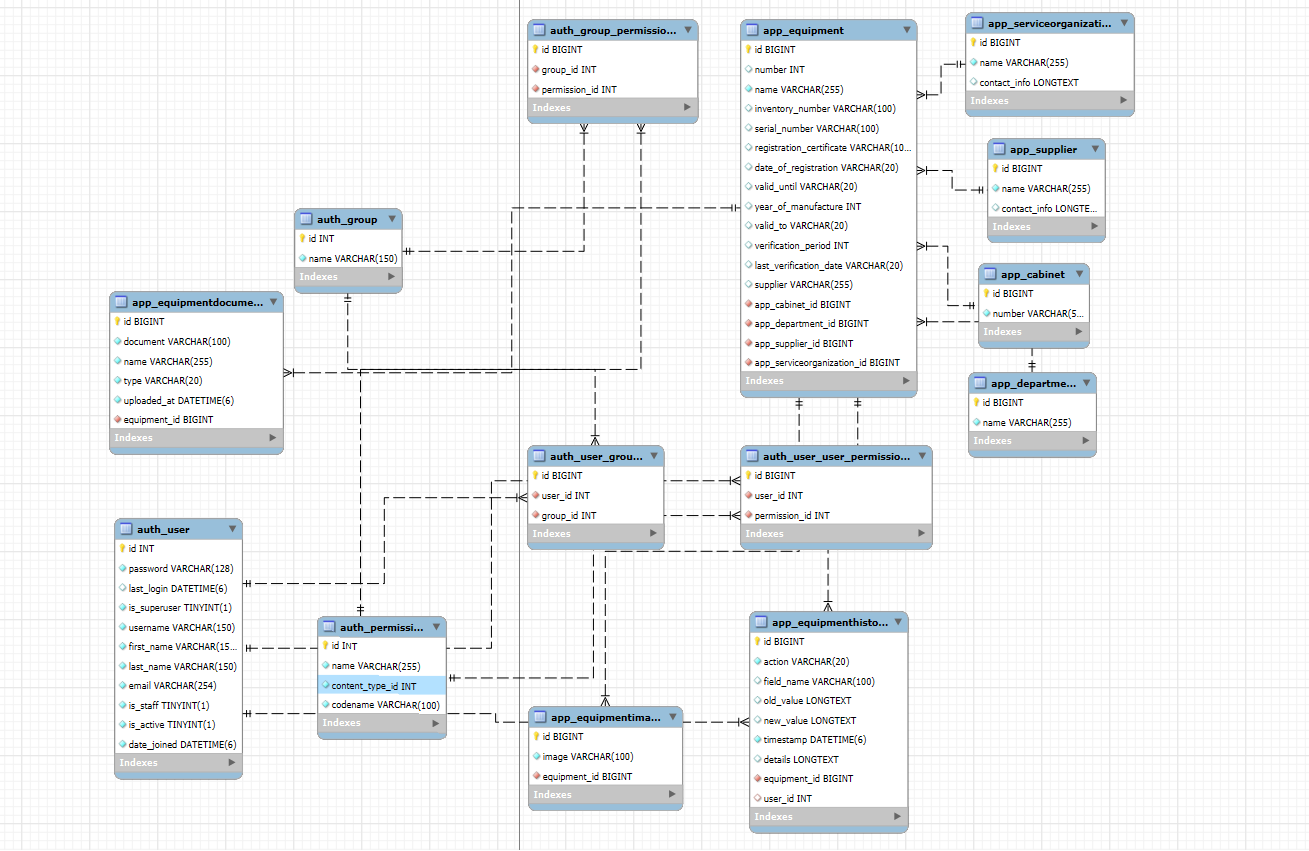 auth_group_permissio...
id BIGINT
group_id INT
permission_id INT
Indexes
app_equipment
id BIGINT
number INT
name VARCHAR(255)
inventory_number VARCHAR(100)
serial_number VARCHAR(100)
registration_certificate VARCHAR(10...
date_of_registration VARCHAR(20)
valid_until VARCHAR(20)
year_of_manufacture INT
valid_to VARCHAR(20)
verification_period INT
last_verification_date VARCHAR(20)
supplier VARCHAR(255)
app_cabinet_id BIGINT
app_department_id BIGINT
app_supplier_id BIGINT
app_serviceorganization_id BIGINT
Indexes
app_serviceorganizati...
id BIGINT
name VARCHAR(255)
contact_info LONGTEXT
Indexes
app_supplier
id BIGINT
name VARCHAR(255)
contact_info LONGTE...
Indexes
auth_group
id INT
name VARCHAR(150)
Indexes
app_cabinet
id BIGINT
number VARCHAR(5...
Indexes
app_equipmentdocume...
id BIGINT
document VARCHAR(100)
name VARCHAR(255)
type VARCHAR(20)
uploaded_at DATETIME(6)
equipment_id BIGINT
Indexes
app_departme...
id BIGINT
name VARCHAR(255)
Indexes
auth_user_grou...
id BIGINT
user_id INT
group_id INT
Indexes
auth_user_user_permissio...
id BIGINT
user_id INT
permission_id INT
Indexes
auth_user
id INT
password VARCHAR(128)
last_login DATETIME(6)
is_superuser TINYINT(1)
username VARCHAR(150)
first_name VARCHAR(15...
last_name VARCHAR(150)
email VARCHAR(254)
is_staff TINYINT(1)
is_active TINYINT(1)
date_joined DATETIME(6)
Indexes
auth_permissi...
id INT
name VARCHAR(255)
content_type_id INT
codename VARCHAR(100)
Indexes
app_equipmentima...
id BIGINT
image VARCHAR(100)
equipment_id BIGINT
Indexes
app_equipmenthisto...
id BIGINT
action VARCHAR(20)
field_name VARCHAR(100)
old_value LONGTEXT
new_value LONGTEXT
timestamp DATETIME(6)
details LONGTEXT
equipment_id BIGINT
user_id INT
Indexes